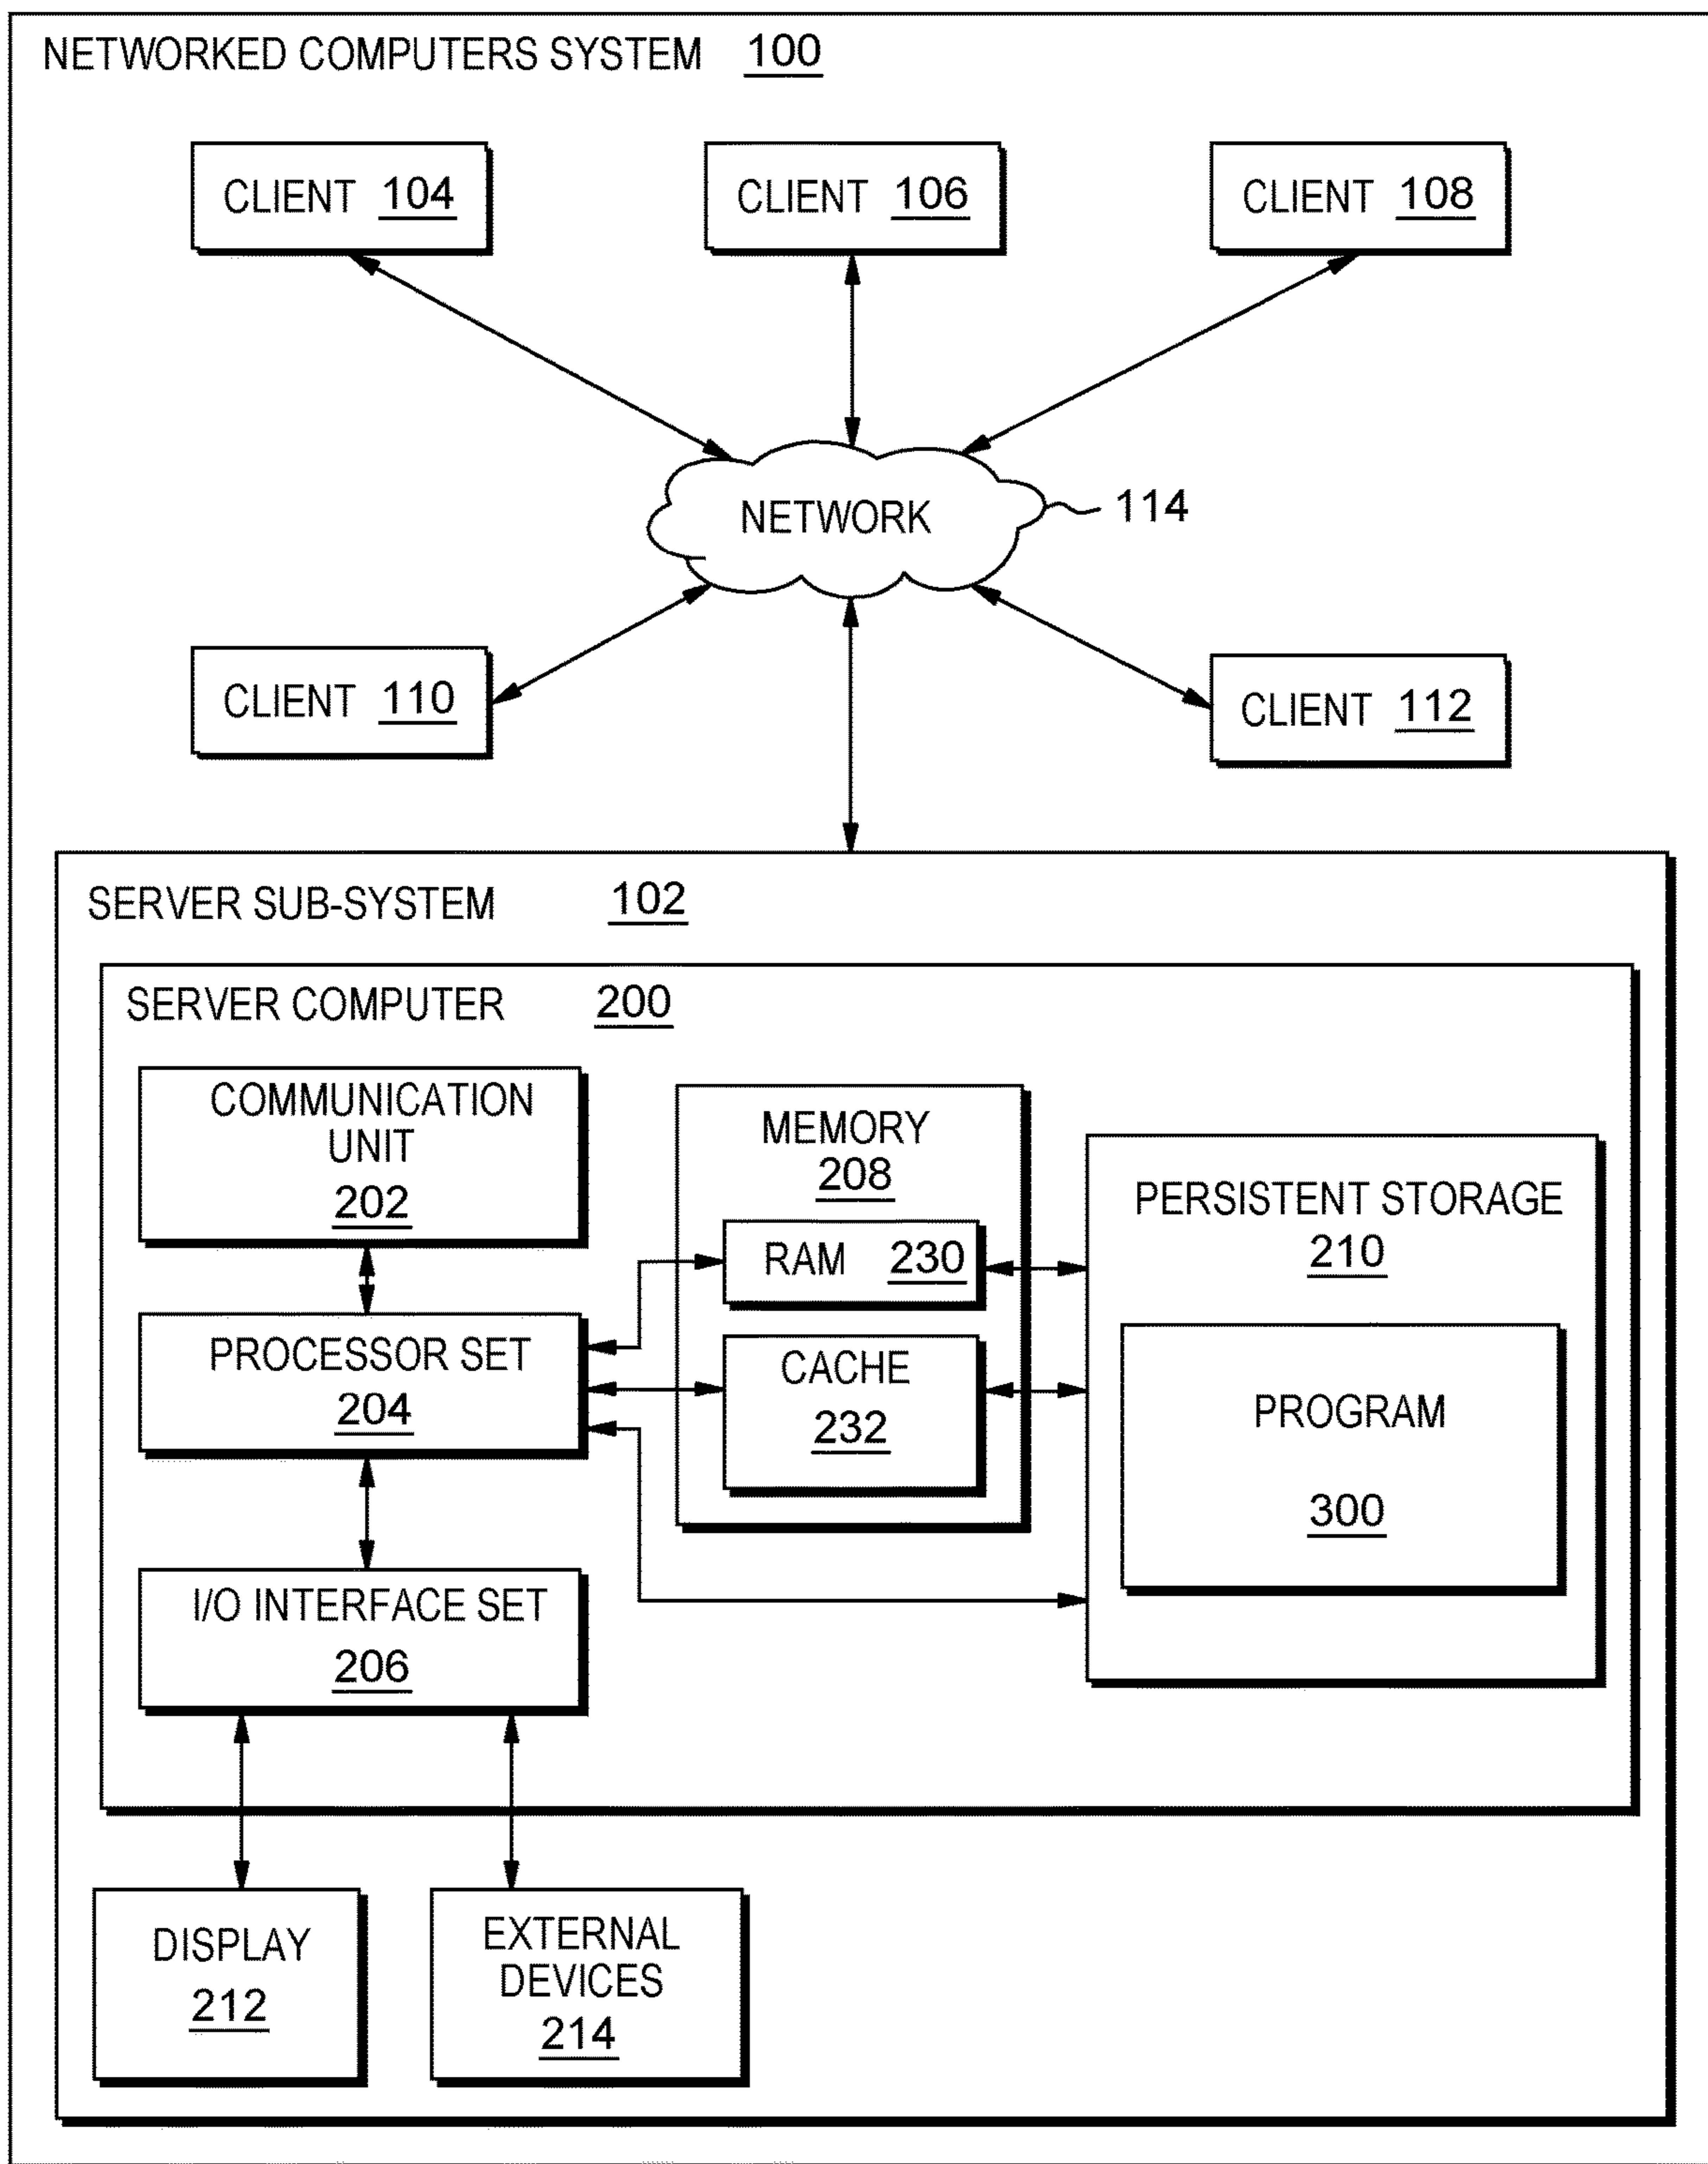 NETWORKED COMPUTERS SYSTEM 100
CLIENT 104
CLIENT 106
CLIENT 108
NETWORK
114
CLIENT 110
CLIENT 112
SERVER SUB-SYSTEM 102
SERVER COMPUTER 200
COMMUNICATION
UNIT
202
MEMORY
208
PERSISTENT STORAGE
210
RAM 230
PROCESSOR SET
204
CACHE
232
PROGRAM
300
I/O INTERFACE SET
206
DISPLAY
212
EXTERNAL
DEVICES
214